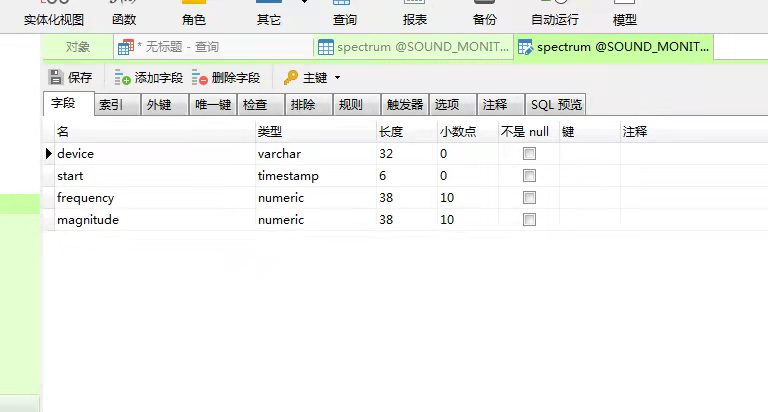 实体化视图 函数 角色 其它 查询 报表 备份 自动运行 模型
对象 * 无标题 - 查询 spectrum @SOUND_MONIT... spectrum @SOUND_MONIT...
保存 添加字段 删除字段 主键
字段 索引 外键 唯一键 检查 排除 规则 触发器 选项 注释 SQL 预览
名 类型 长度 小数点 不是 null 键 注释
device varchar 32 0
start timestamp 6 0
frequency numeric 38 10
magnitude numeric 38 10